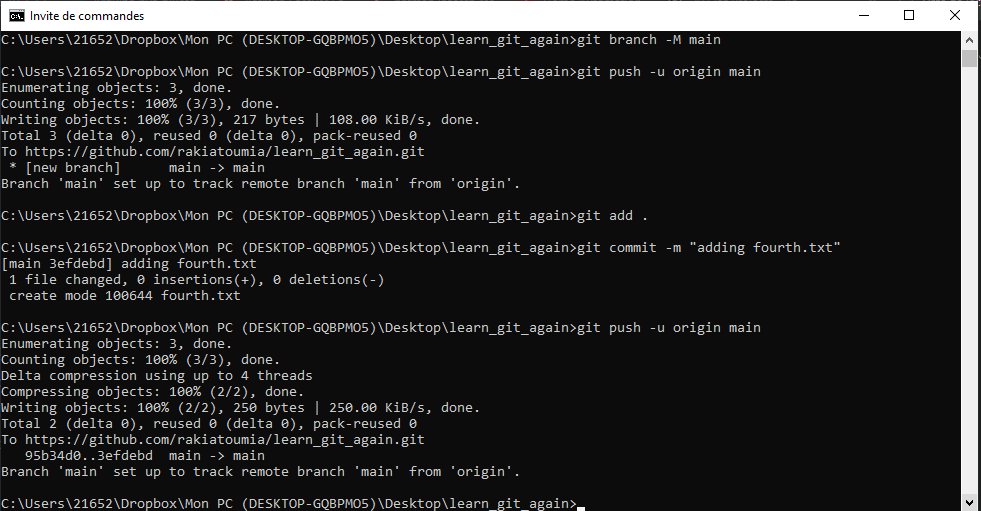 Invite de commandes
C:\Users\21652\Dropbox\Mon PC (DESKTOP-GQBPMO5)\Desktop\learn_git_again>git branch -M main
C:\Users\21652\Dropbox\Mon PC (DESKTOP-GQBPMO5)\Desktop\learn_git_again>git push -u origin main
Enumerating objects: 3, done.
Counting objects: 100% (3/3), done.
Writing objects: 100% (3/3), 217 bytes | 108.00 KiB/s, done.
Total 3 (delta 0), reused 0 (delta 0), pack-reused 0
To https://github.com/rakiatoumia/learn_git_again.git
 * [new branch]      main -> main
Branch 'main' set up to track remote branch 'main' from 'origin'.
C:\Users\21652\Dropbox\Mon PC (DESKTOP-GQBPMO5)\Desktop\learn_git_again>git add .
C:\Users\21652\Dropbox\Mon PC (DESKTOP-GQBPMO5)\Desktop\learn_git_again>git commit -m "adding fourth.txt"
[main 3efdebd] adding fourth.txt
 1 file changed, 0 insertions(+), 0 deletions(-)
 create mode 100644 fourth.txt
C:\Users\21652\Dropbox\Mon PC (DESKTOP-GQBPMO5)\Desktop\learn_git_again>git push -u origin main
Enumerating objects: 3, done.
Counting objects: 100% (3/3), done.
Delta compression using up to 4 threads
Compressing objects: 100% (2/2), done.
Writing objects: 100% (2/2), 250 bytes | 250.00 KiB/s, done.
Total 2 (delta 0), reused 0 (delta 0), pack-reused 0
To https://github.com/rakiatoumia/learn_git_again.git
   95b34d0..3efdebd  main -> main
Branch 'main' set up to track remote branch 'main' from 'origin'.
C:\Users\21652\Dropbox\Mon PC (DESKTOP-GQBPMO5)\Desktop\learn_git_again>